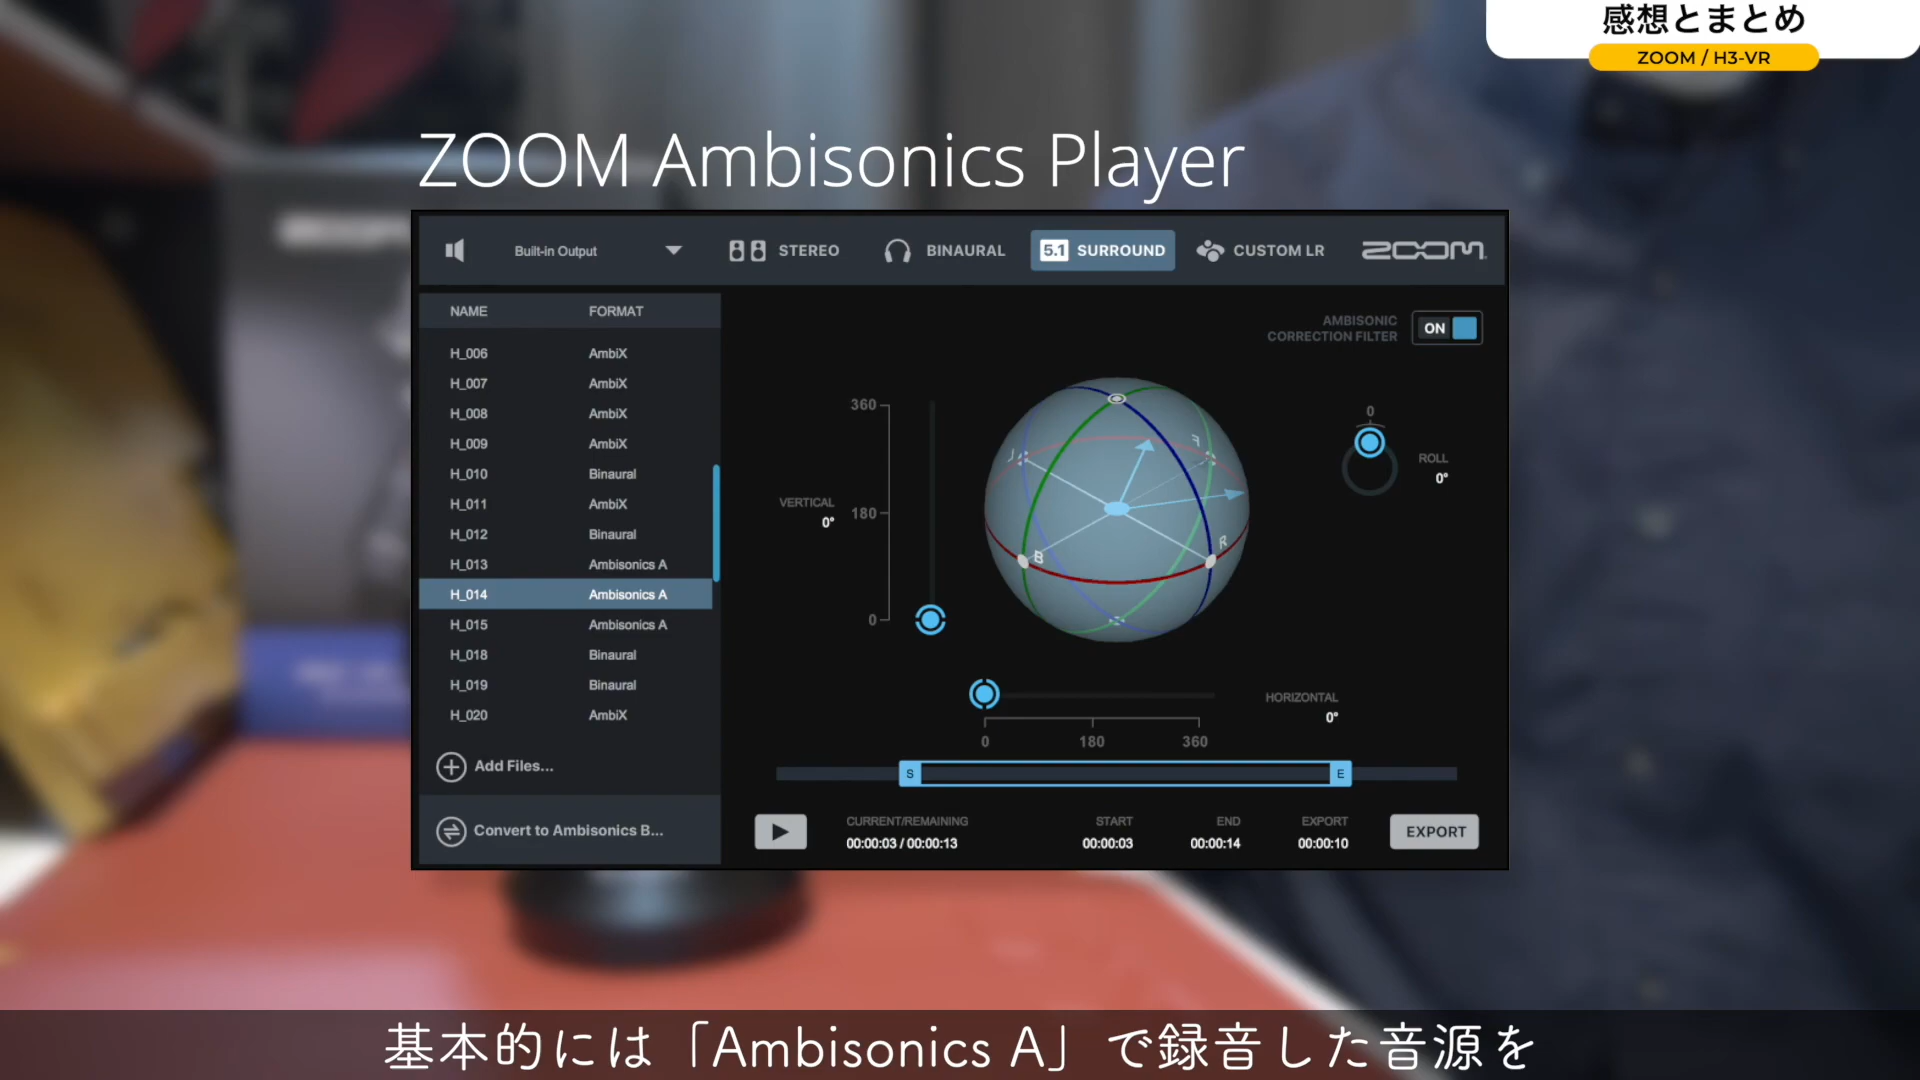 感想とまとめ
ZOOM / H3-VR
ZOOM Ambisonics Player
Built-in Output
STEREO
BINAURAL
5.1 SURROUND
CUSTOM LR
ZOOM
NAME FORMAT
H_006 AmbiX
H_007 AmbiX
H_008 AmbiX
H_009 AmbiX
H_010 Binaural
H_011 AmbiX
H_012 Binaural
H_013 Ambisonics A
H_014 Ambisonics A
H_015 Ambisonics A
H_018 Binaural
H_019 Binaural
H_020 AmbiX
Add Files...
Convert to Ambisonics B...
AMBISONIC
CORRECTION FILTER
ON
360
180
0
VERTICAL
0°
L
F
B
R
0
ROLL
0°
HORIZONTAL
0°
0 180 360
S E
CURRENT/REMAINING
00:00:03 / 00:00:13
START
00:00:03
END
00:00:14
EXPORT
00:00:10
EXPORT
基本的には「Ambisonics A」で録音した音源を